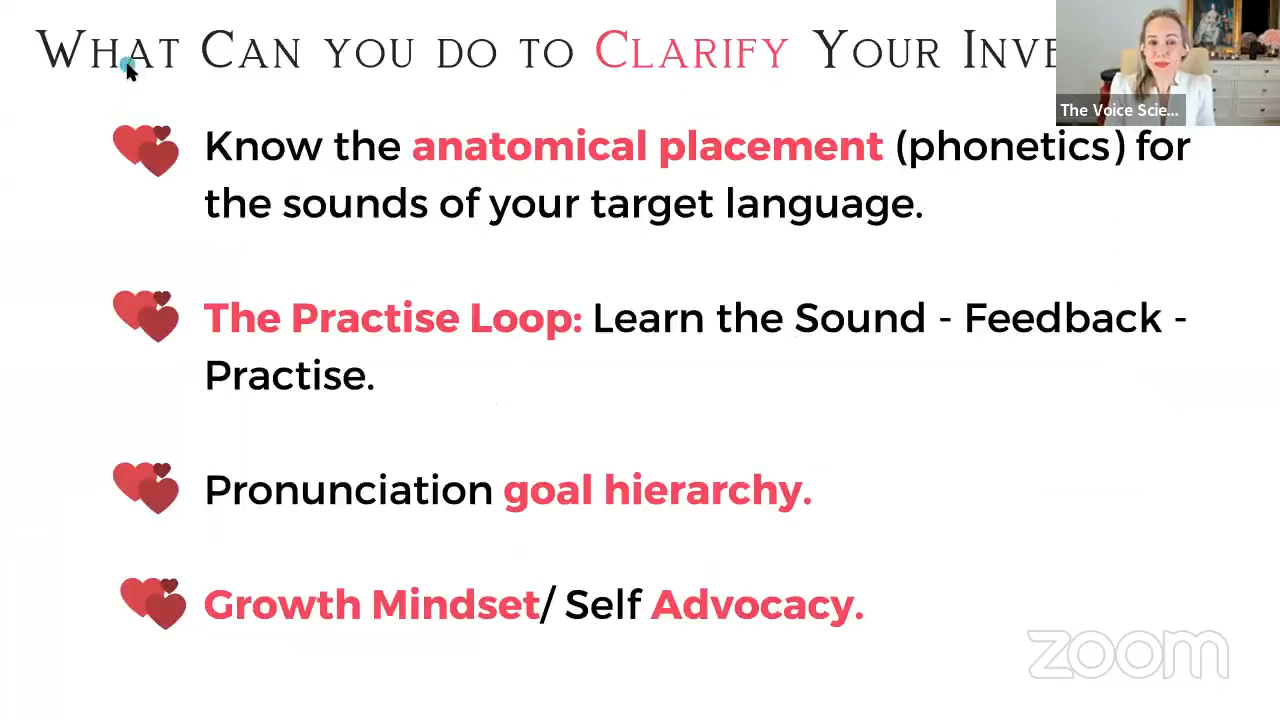 What Can you do to Clarify Your
The Voice Scie...
Know the anatomical placement (phonetics) for
the sounds of your target language.
The Practise Loop: Learn the Sound - Feedback -
Practise.
Pronunciation goal hierarchy.
Growth Mindset/ Self Advocacy.
zoom